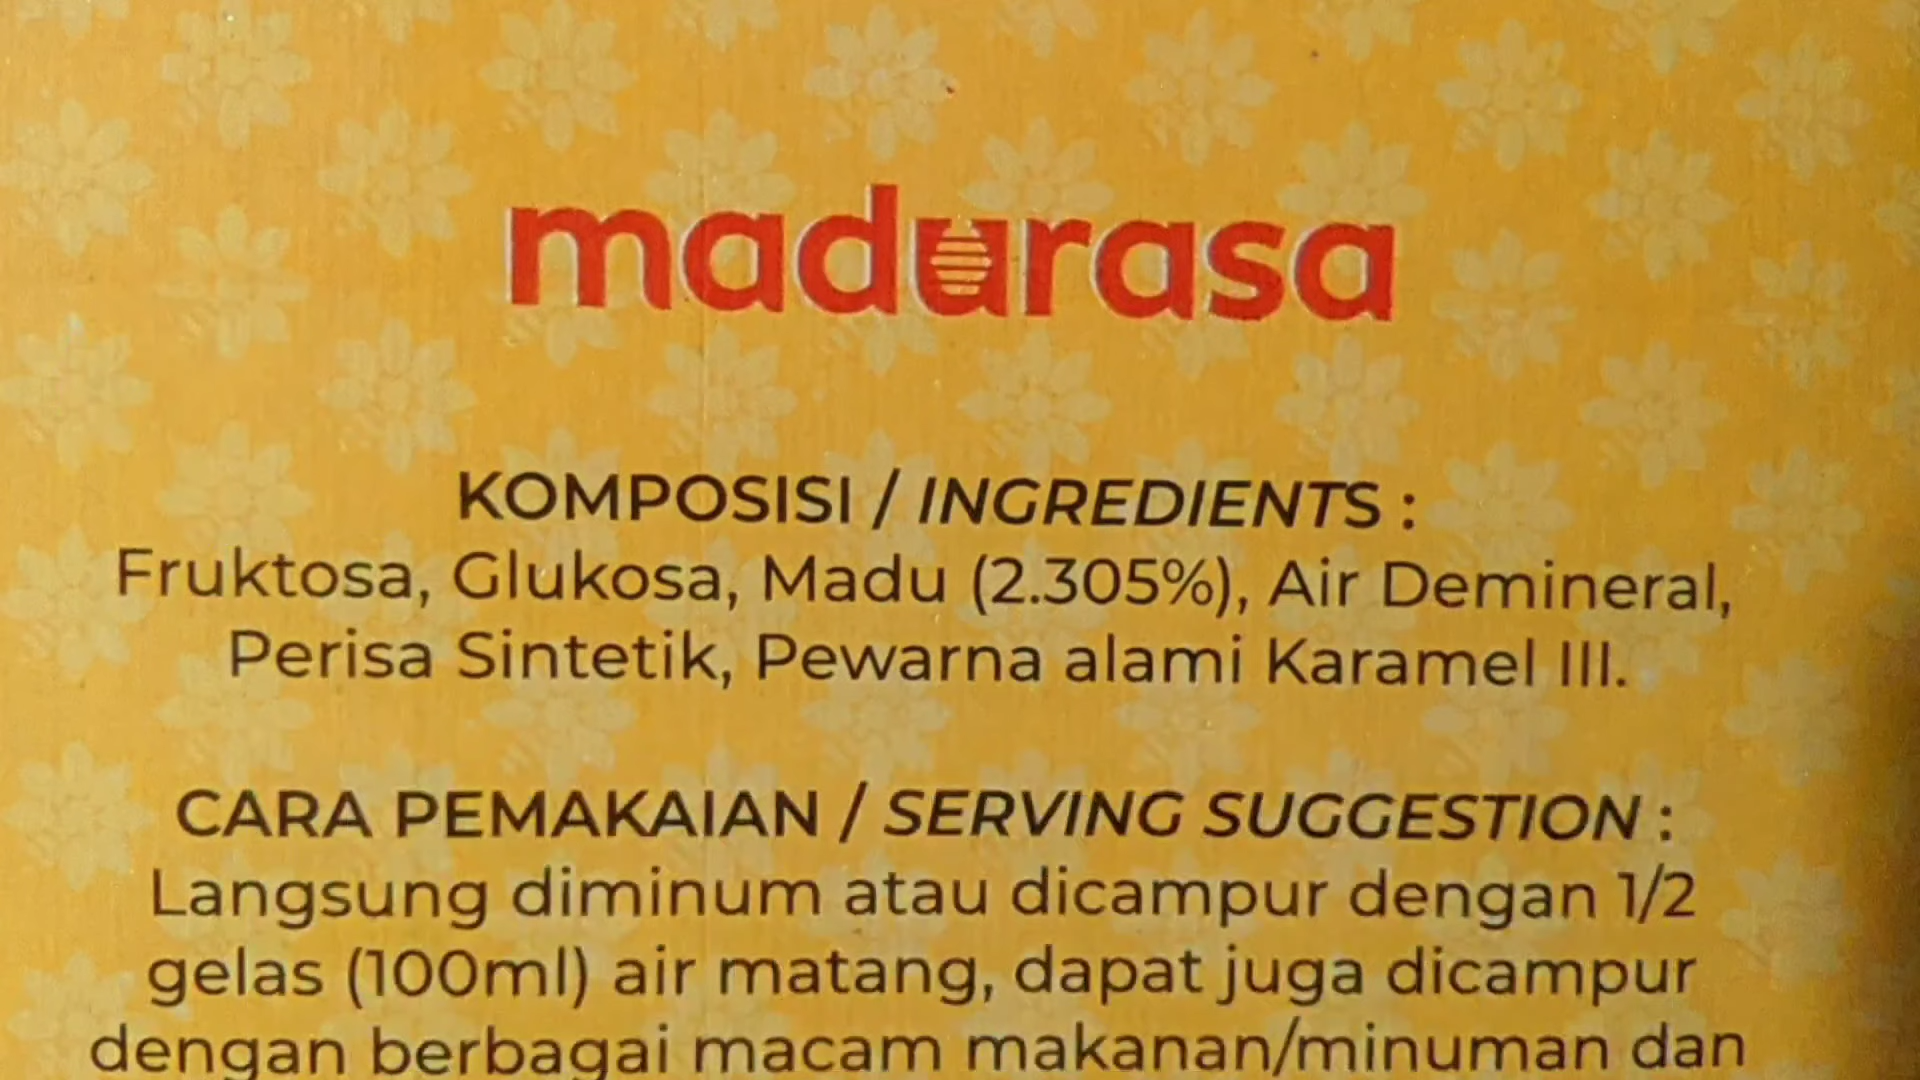 madurasa
KOMPOSISI / INGREDIENTS :
Fruktosa, Glukosa, Madu (2.305%), Air Demineral,
Perisa Sintetik, Pewarna alami Karamel III.
CARA PEMAKAIAN / SERVING SUGGESTION :
Langsung diminum atau dicampur dengan 1/2
gelas (100ml) air matang, dapat juga dicampur
dengan berbagai macam makanan/minuman dan